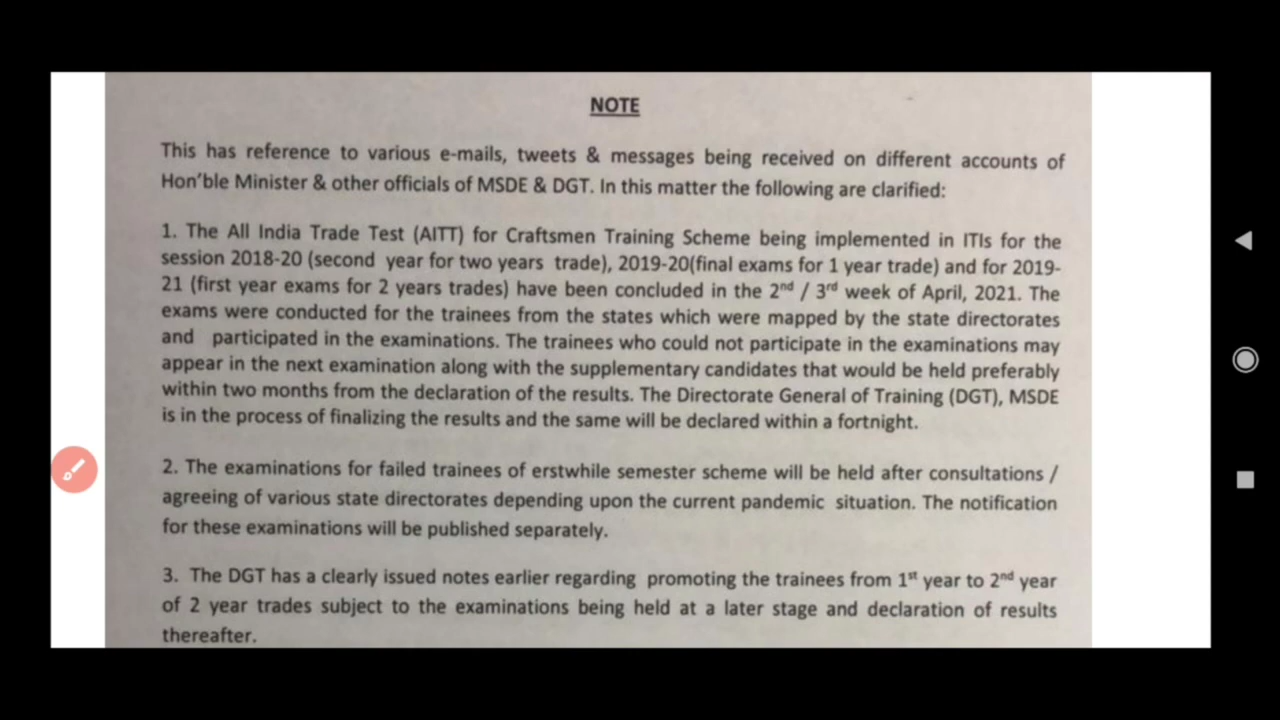 NOTE
This has reference to various e-mails, tweets & messages being received on different accounts of
Hon'ble Minister & other officials of MSDE & DGT. In this matter the following are clarified:
1. The All India Trade Test (AITT) for Craftsmen Training Scheme being implemented in ITIs for the
session 2018-20 (second year for two years trade), 2019-20(final exams for 1 year trade) and for 2019-
21 (first year exams for 2 years trades) have been concluded in the 2nd / 3rd week of April, 2021. The
exams were conducted for the trainees from the states which were mapped by the state directorates
and participated in the examinations. The trainees who could not participate in the examinations may
appear in the next examination along with the supplementary candidates that would be held preferably
within two months from the declaration of the results. The Directorate General of Training (DGT), MSDE
is in the process of finalizing the results and the same will be declared within a fortnight.
2. The examinations for failed trainees of erstwhile semester scheme will be held after consultations /
agreeing of various state directorates depending upon the current pandemic situation. The notification
for these examinations will be published separately.
3. The DGT has a clearly issued notes earlier regarding promoting the trainees from 1st year to 2nd year
of 2 year trades subject to the examinations being held at a later stage and declaration of results
thereafter.